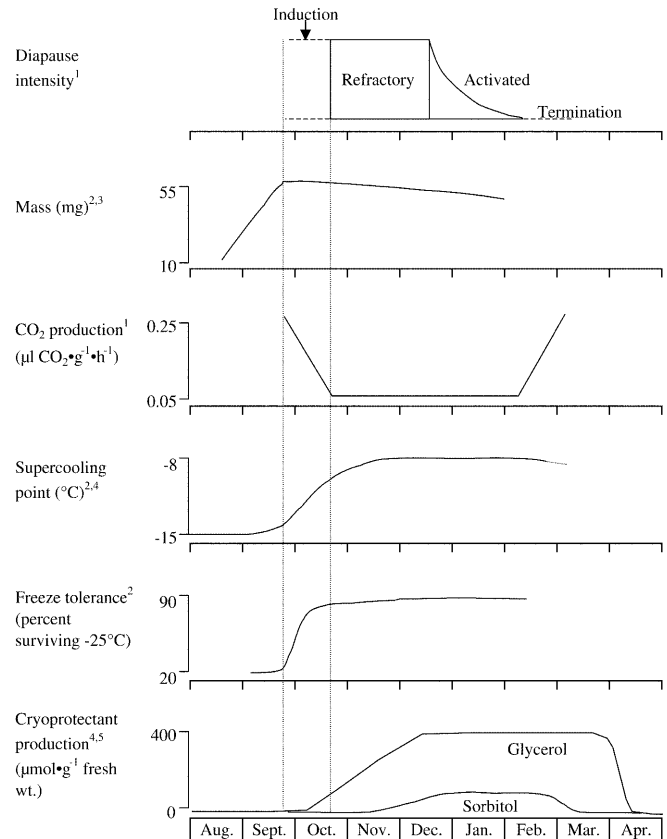 Induction
Diapause
intensity¹
Refractory
Activated
Termination
Mass (mg)²,³
55
10
CO₂ production¹
(µl CO₂•g⁻¹•h⁻¹)
0.25
0.05
Supercooling
point (°C)²,⁴
-8
-15
Freeze tolerance²
(percent
surviving -25°C)
90
20
Cryoprotectant
production⁴,⁵
(µmol•g⁻¹ fresh
wt.)
400
0
Glycerol
Sorbitol
Aug. Sept. Oct. Nov. Dec. Jan. Feb. Mar. Apr.